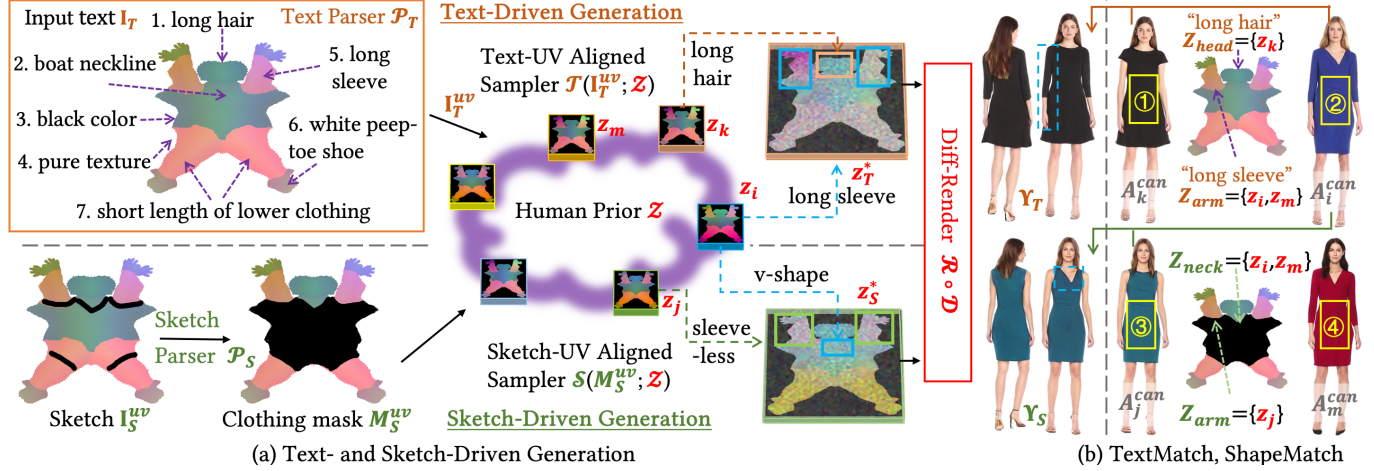 Input text I_T
1. long hair
Text Parser 𝒫_T
2. boat neckline
5. long
sleeve
3. black color
6. white peep-
toe shoe
4. pure texture
7. short length of lower clothing
Sketch
Parser 𝒫_S
Sketch I_S^{uv}
Clothing mask M_S^{uv}
Text-Driven Generation
Text-UV Aligned
Sampler 𝒯(I_T^{uv}; 𝒵)
I_T^{uv}
long
hair
z_m
z_k
z_i
z_T^*
long sleeve
Human Prior 𝒵
v-shape
z_j
z_S^*
sleeve
-less
Sketch-UV Aligned
Sampler 𝒮(M_S^{uv}; 𝒵)
Sketch-Driven Generation
Diff-Render ℛ∘𝒟
(a) Text- and Sketch-Driven Generation
"long hair"
Z_head={z_k}
①
②
"long sleeve"
Z_arm={z_i,z_m}
Υ_T
A_k^{can}
A_i^{can}
Z_neck={z_i,z_m}
③
④
Υ_S
A_j^{can}
Z_arm={z_j}
A_m^{can}
(b) TextMatch, ShapeMatch